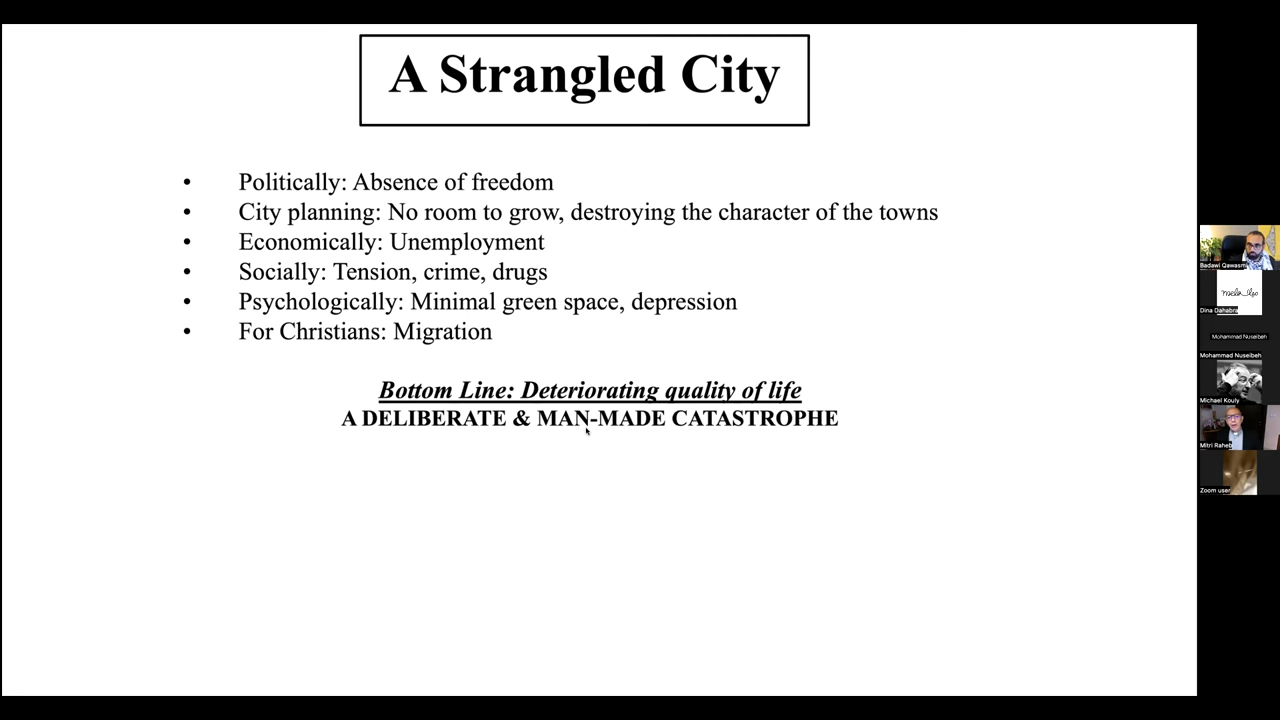 A Strangled City
• Politically: Absence of freedom
• City planning: No room to grow, destroying the character of the towns
• Economically: Unemployment
• Socially: Tension, crime, drugs
• Psychologically: Minimal green space, depression
• For Christians: Migration
Bottom Line: Deteriorating quality of life
A DELIBERATE & MAN-MADE CATASTROPHE
Badawi Qawasm
Dina Dahabra
Mohammad Nuseibeh
Mohammad Nuseibeh
Michael Kouly
Mitri Raheb
Zoom user